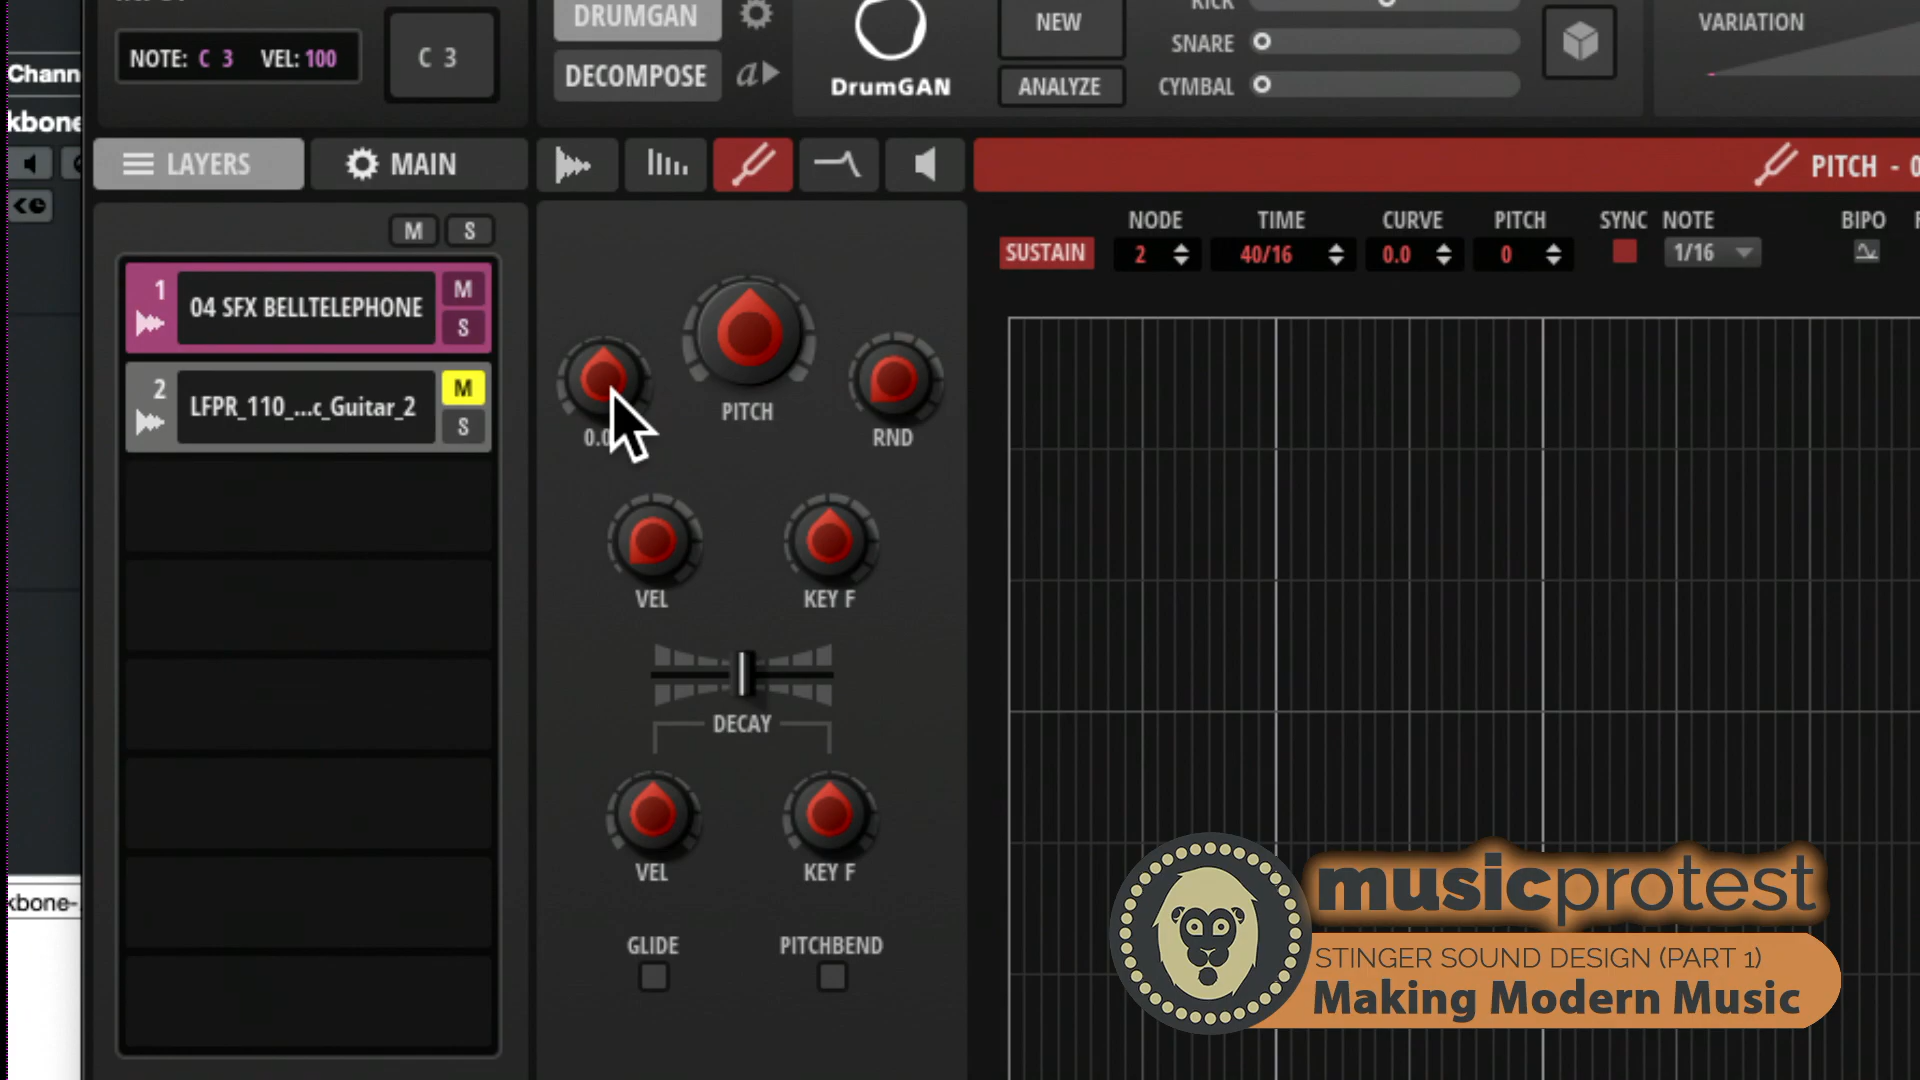 NOTE: C 3 VEL: 100
C 3
DRUMGAN
DECOMPOSE
a
DrumGAN
NEW
ANALYZE
KICK
SNARE
CYMBAL
VARIATION
Chann
kbone
LAYERS
MAIN
PITCH - 0
M S
1
04 SFX BELLTELEPHONE
M
S
2
LFPR_110_...c_Guitar_2
M
S
PITCH
0.0
RND
VEL
KEY F
DECAY
VEL
KEY F
GLIDE
PITCHBEND
SUSTAIN
NODE TIME CURVE PITCH SYNC NOTE BIPO
2 40/16 0.0 0 1/16
kbone-
musicprotest
STINGER SOUND DESIGN (PART 1)
Making Modern Music